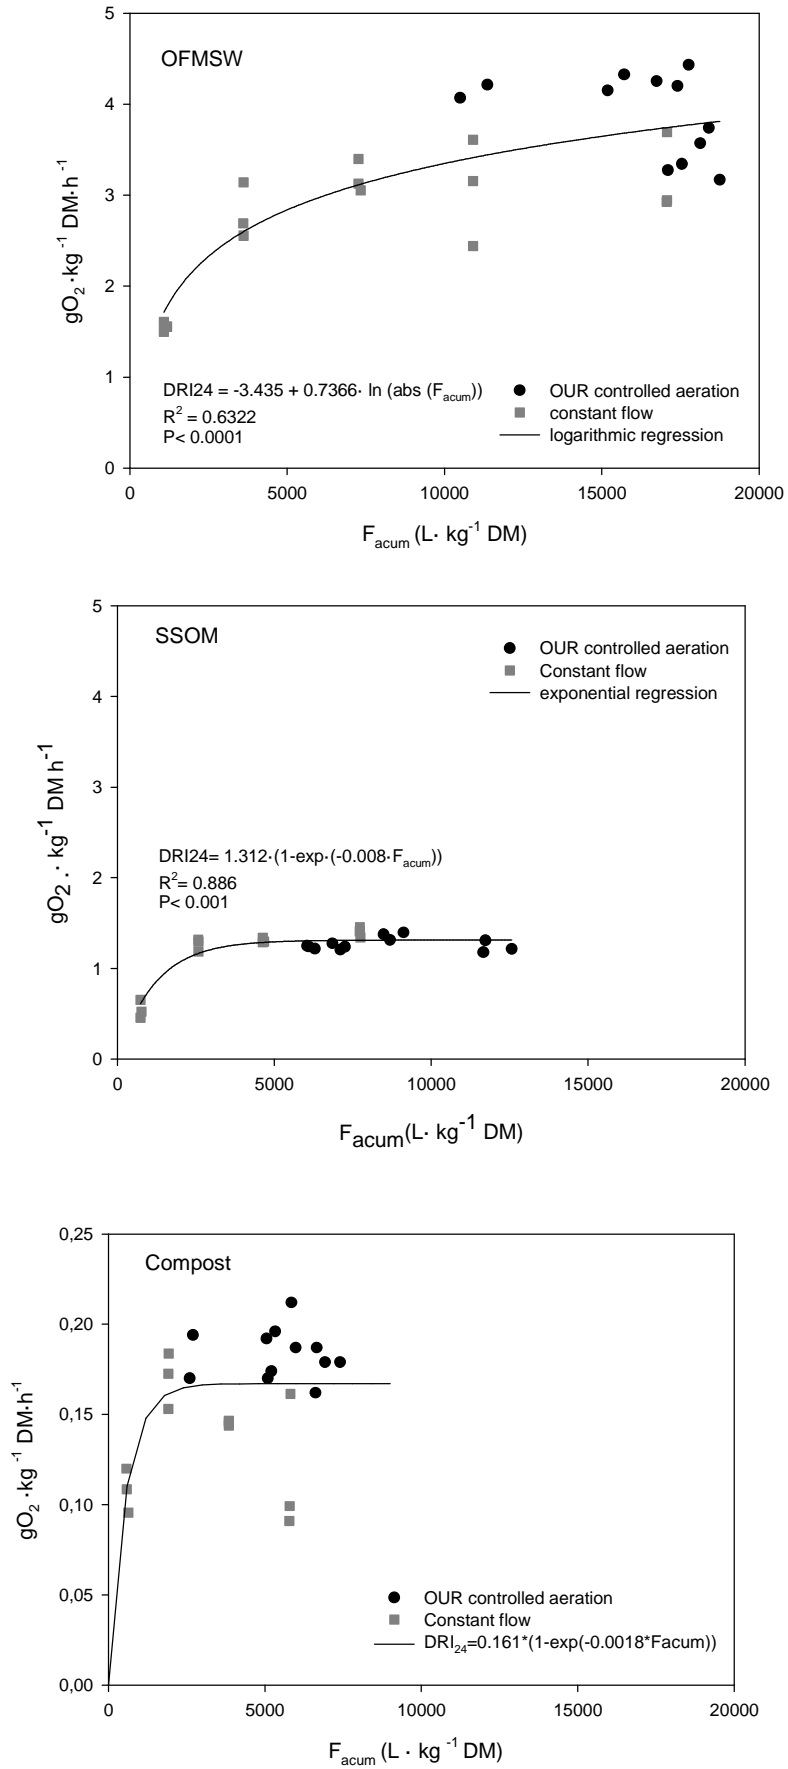 5
OFMSW
4
3
2
1
0
gO₂·kg⁻¹ DM·h⁻¹
DRI24 = -3.435 + 0.7366· ln (abs (Facum))
R² = 0.6322
P< 0.0001
OUR controlled aeration
constant flow
logarithmic regression
0 5000 10000 15000 20000
Facum (L· kg⁻¹ DM)
5
SSOM
4
3
2
1
0
gO₂ .· kg⁻¹ DM h⁻¹
OUR controlled aeration
Constant flow
exponential regression
DRI24= 1.312·(1-exp·(-0.008·Facum))
R²= 0.886
P< 0.001
0 5000 10000 15000 20000
Facum(L· kg⁻¹ DM)
0,25
Compost
0,20
0,15
0,10
0,05
0,00
gO₂ ·kg⁻¹ DM·h⁻¹
OUR controlled aeration
Constant flow
DRI₂₄=0.161*(1-exp(-0.0018*Facum))
0 5000 10000 15000 20000
Facum (L · kg⁻¹ DM)